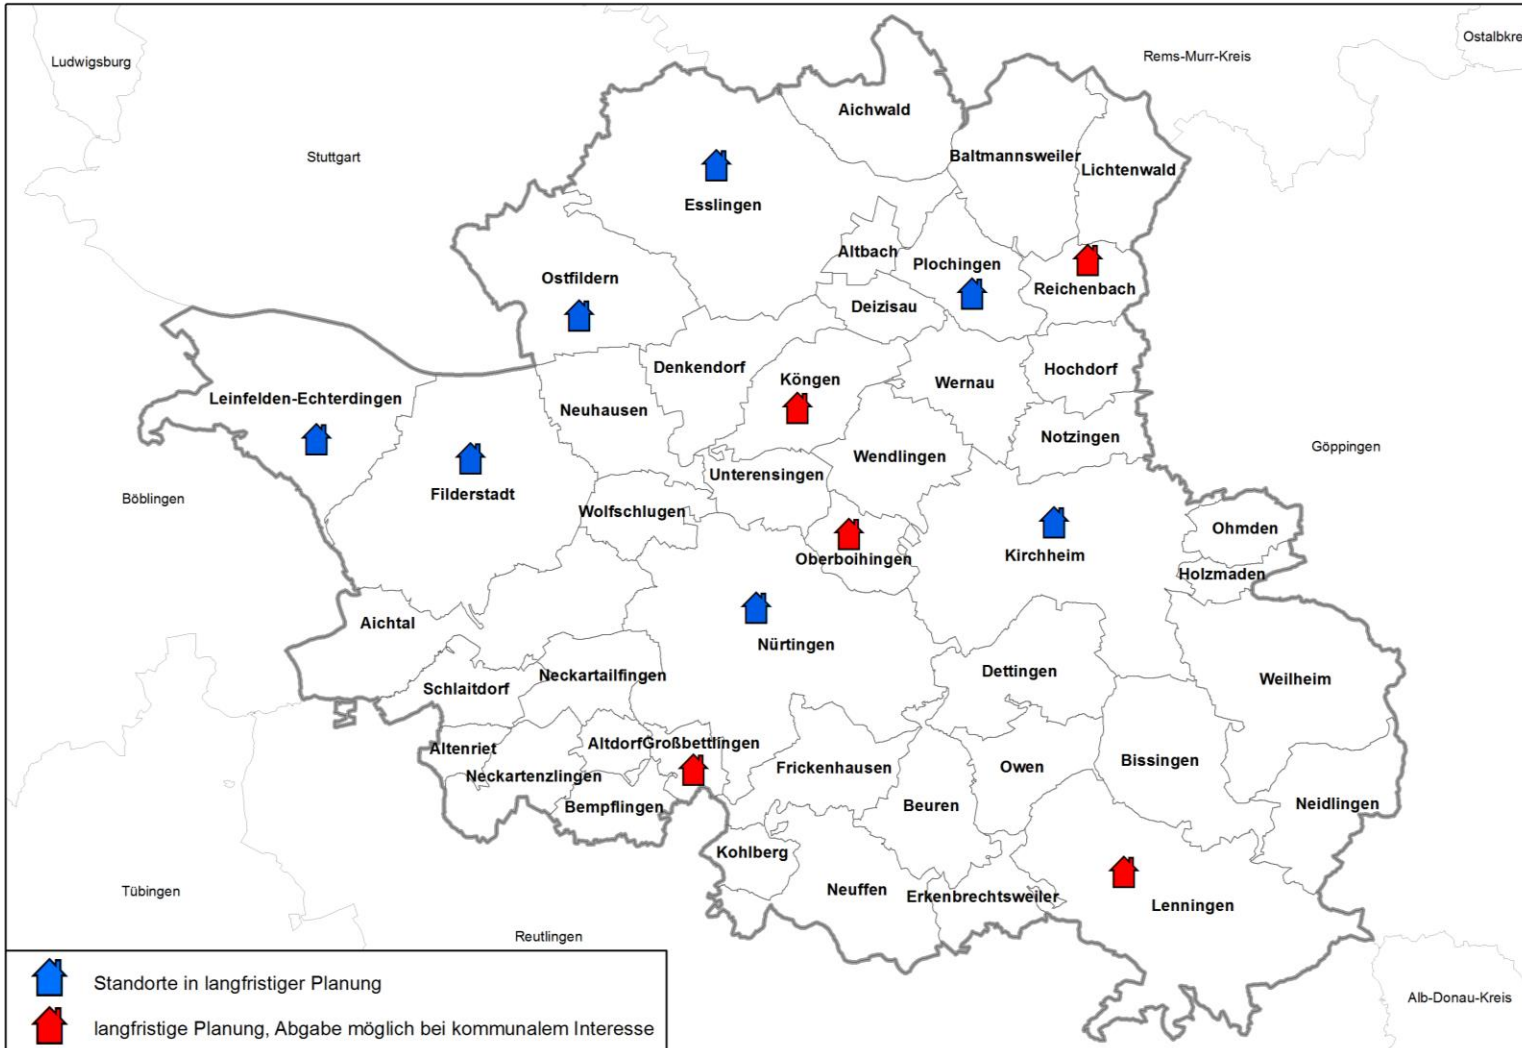 Ostalbkre
Ludwigsburg
Rems-Murr-Kreis
Aichwald
Stuttgart
Baltmannsweiler
Lichtenwald
Esslingen
Altbach
Plochingen
Ostfildern
Reichenbach
Deizisau
Denkendorf
Hochdorf
Köngen
Wernau
Leinfelden-Echterdingen
Neuhausen
Notzingen
Göppingen
Wendlingen
Unterensingen
Filderstadt
Böblingen
Wolfschlugen
Ohmden
Kirchheim
Oberboihingen
Holzmaden
Aichtal
Nürtingen
Dettingen
Neckartailfingen
Weilheim
Schlaitdorf
Altdorf
Großbettlingen
Altenriet
Bissingen
Owen
Frickenhausen
Neckartenzlingen
Neidlingen
Beuren
Bempflingen
Kohlberg
Neuffen
Tübingen
Erkenbrechtsweiler
Lenningen
Reutlingen
Alb-Donau-Kreis
Standorte in langfristiger Planung
langfristige Planung, Abgabe möglich bei kommunalem Interesse